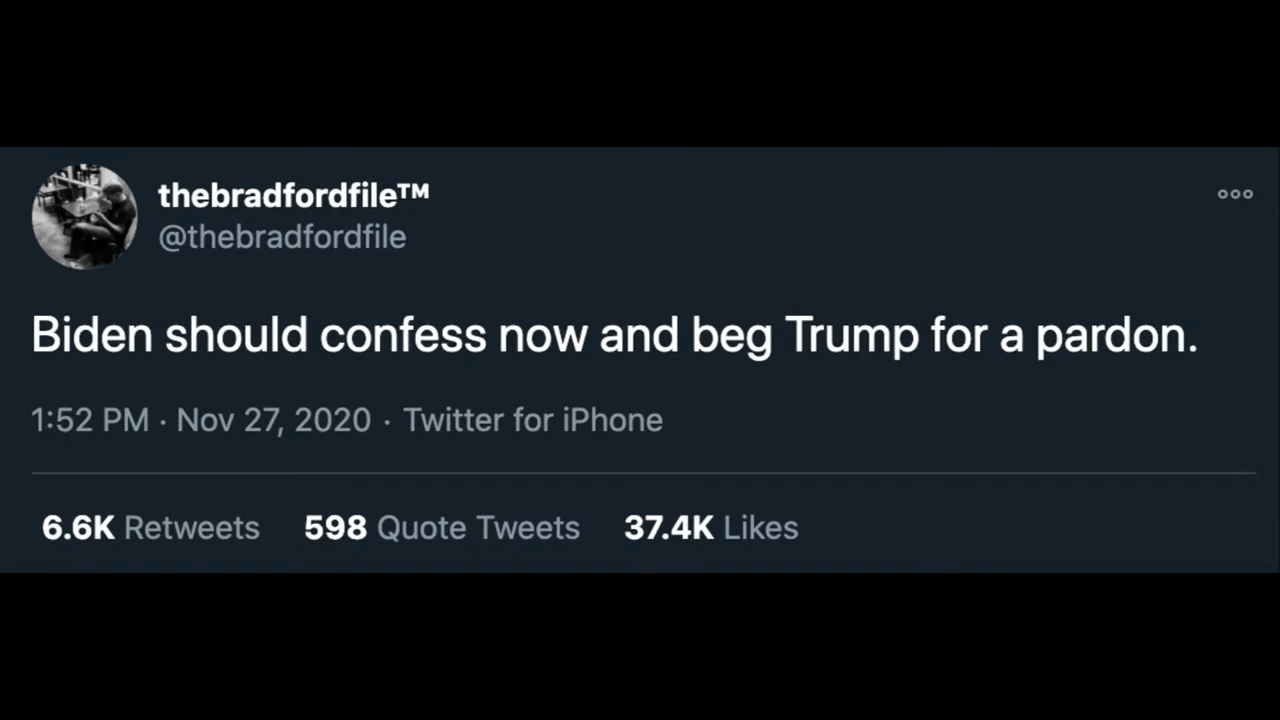 thebradfordfile™
@thebradfordfile
Biden should confess now and beg Trump for a pardon.
1:52 PM · Nov 27, 2020 · Twitter for iPhone
6.6K Retweets 598 Quote Tweets 37.4K Likes